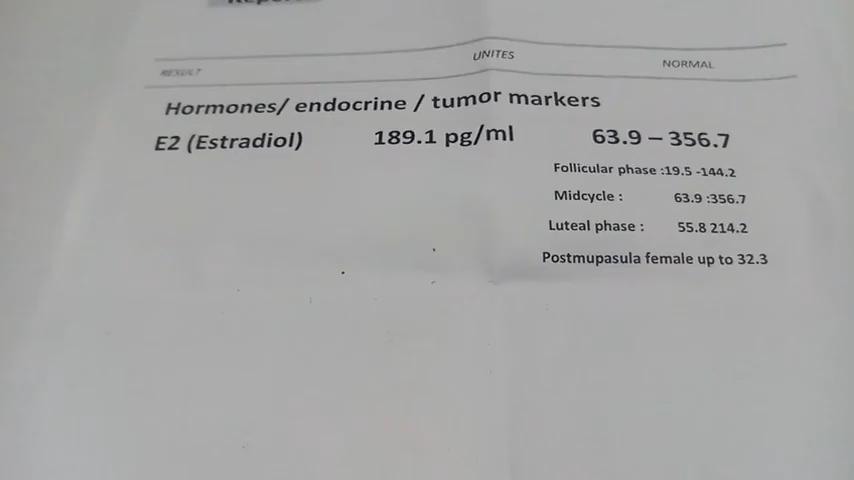 UNITES
RESULT NORMAL
Hormones/ endocrine / tumor markers
E2 (Estradiol) 189.1 pg/ml 63.9 – 356.7
Follicular phase :19.5 -144.2
Midcycle : 63.9 :356.7
Luteal phase : 55.8 214.2
Postmupasula female up to 32.3